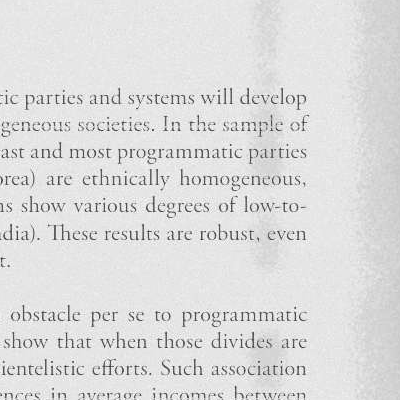 tic parties and systems will develop
geneous societies. In the sample of
ast and most programmatic parties
orea) are ethnically homogeneous,
ns show various degrees of low-to-
ndia). These results are robust, even
t.
obstacle per se to programmatic
show that when those divides are
ientelistic efforts. Such association
ences in average incomes between